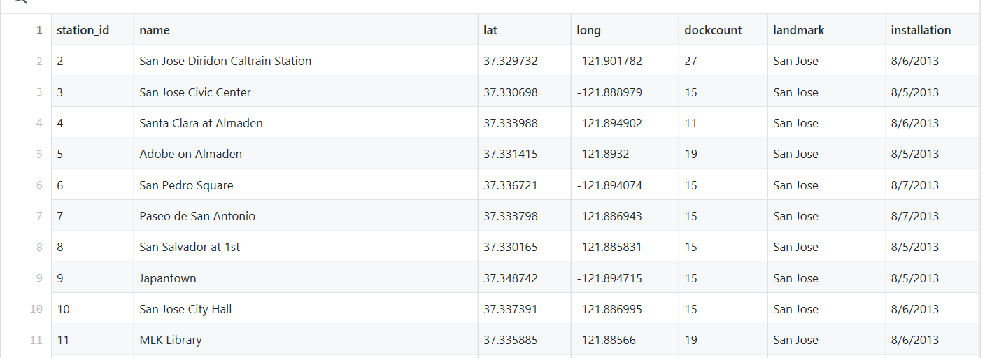 1 station_id name lat long dockcount landmark installation
2 2 San Jose Diridon Caltrain Station 37.329732 -121.901782 27 San Jose 8/6/2013
3 3 San Jose Civic Center 37.330698 -121.888979 15 San Jose 8/5/2013
4 4 Santa Clara at Almaden 37.333988 -121.894902 11 San Jose 8/6/2013
5 5 Adobe on Almaden 37.331415 -121.8932 19 San Jose 8/5/2013
6 6 San Pedro Square 37.336721 -121.894074 15 San Jose 8/7/2013
7 7 Paseo de San Antonio 37.333798 -121.886943 15 San Jose 8/7/2013
8 8 San Salvador at 1st 37.330165 -121.885831 15 San Jose 8/5/2013
9 9 Japantown 37.348742 -121.894715 15 San Jose 8/5/2013
10 10 San Jose City Hall 37.337391 -121.886995 15 San Jose 8/6/2013
11 11 MLK Library 37.335885 -121.88566 19 San Jose 8/6/2013